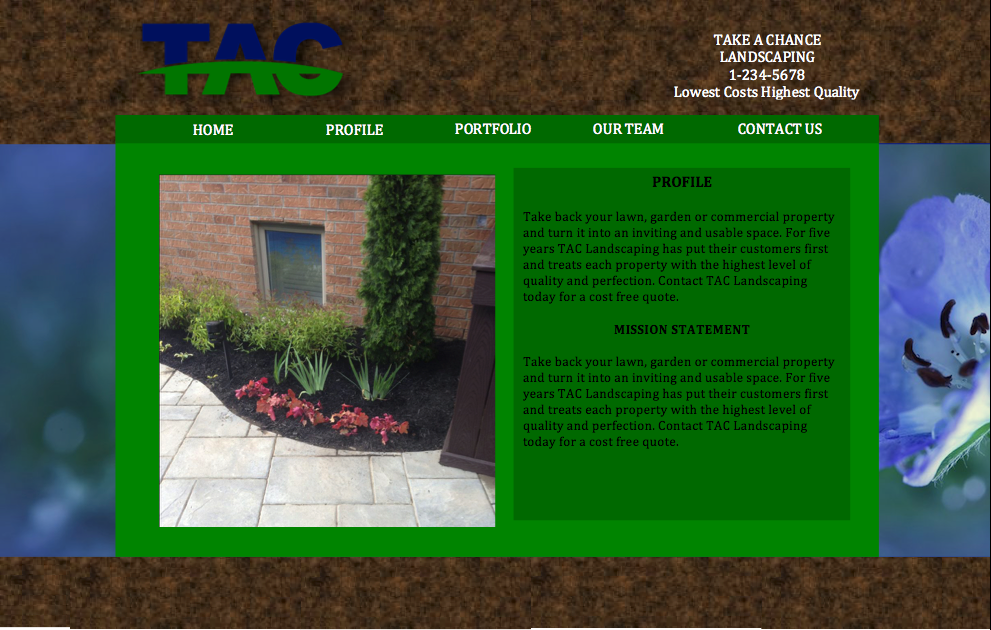 TAC
TAKE A CHANCE
LANDSCAPING
1-234-5678
Lowest Costs Highest Quality
HOME PROFILE PORTFOLIO OUR TEAM CONTACT US
PROFILE
Take back your lawn, garden or commercial property
and turn it into an inviting and usable space. For five
years TAC Landscaping has put their customers first
and treats each property with the highest level of
quality and perfection. Contact TAC Landscaping
today for a cost free quote.
MISSION STATEMENT
Take back your lawn, garden or commercial property
and turn it into an inviting and usable space. For five
years TAC Landscaping has put their customers first
and treats each property with the highest level of
quality and perfection. Contact TAC Landscaping
today for a cost free quote.